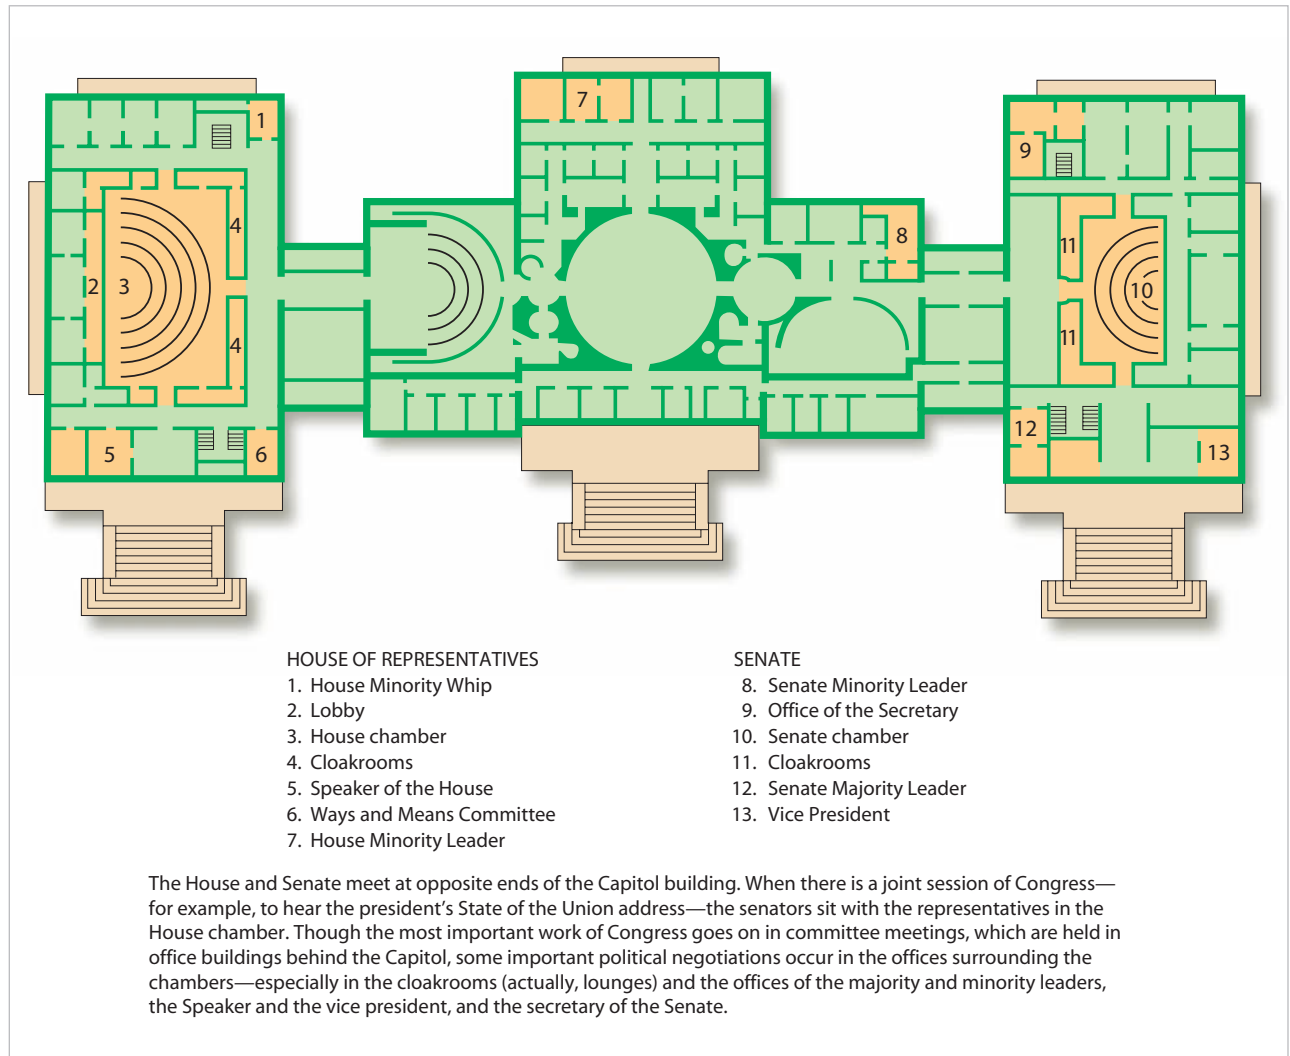 1
7
9
4
11
8
2
3
10
4
11
12
5
6
13
HOUSE OF REPRESENTATIVES
1. House Minority Whip
2. Lobby
3. House chamber
4. Cloakrooms
5. Speaker of the House
6. Ways and Means Committee
7. House Minority Leader
SENATE
8. Senate Minority Leader
9. Office of the Secretary
10. Senate chamber
11. Cloakrooms
12. Senate Majority Leader
13. Vice President
The House and Senate meet at opposite ends of the Capitol building. When there is a joint session of Congress—
for example, to hear the president's State of the Union address—the senators sit with the representatives in the
House chamber. Though the most important work of Congress goes on in committee meetings, which are held in
office buildings behind the Capitol, some important political negotiations occur in the offices surrounding the
chambers—especially in the cloakrooms (actually, lounges) and the offices of the majority and minority leaders,
the Speaker and the vice president, and the secretary of the Senate.